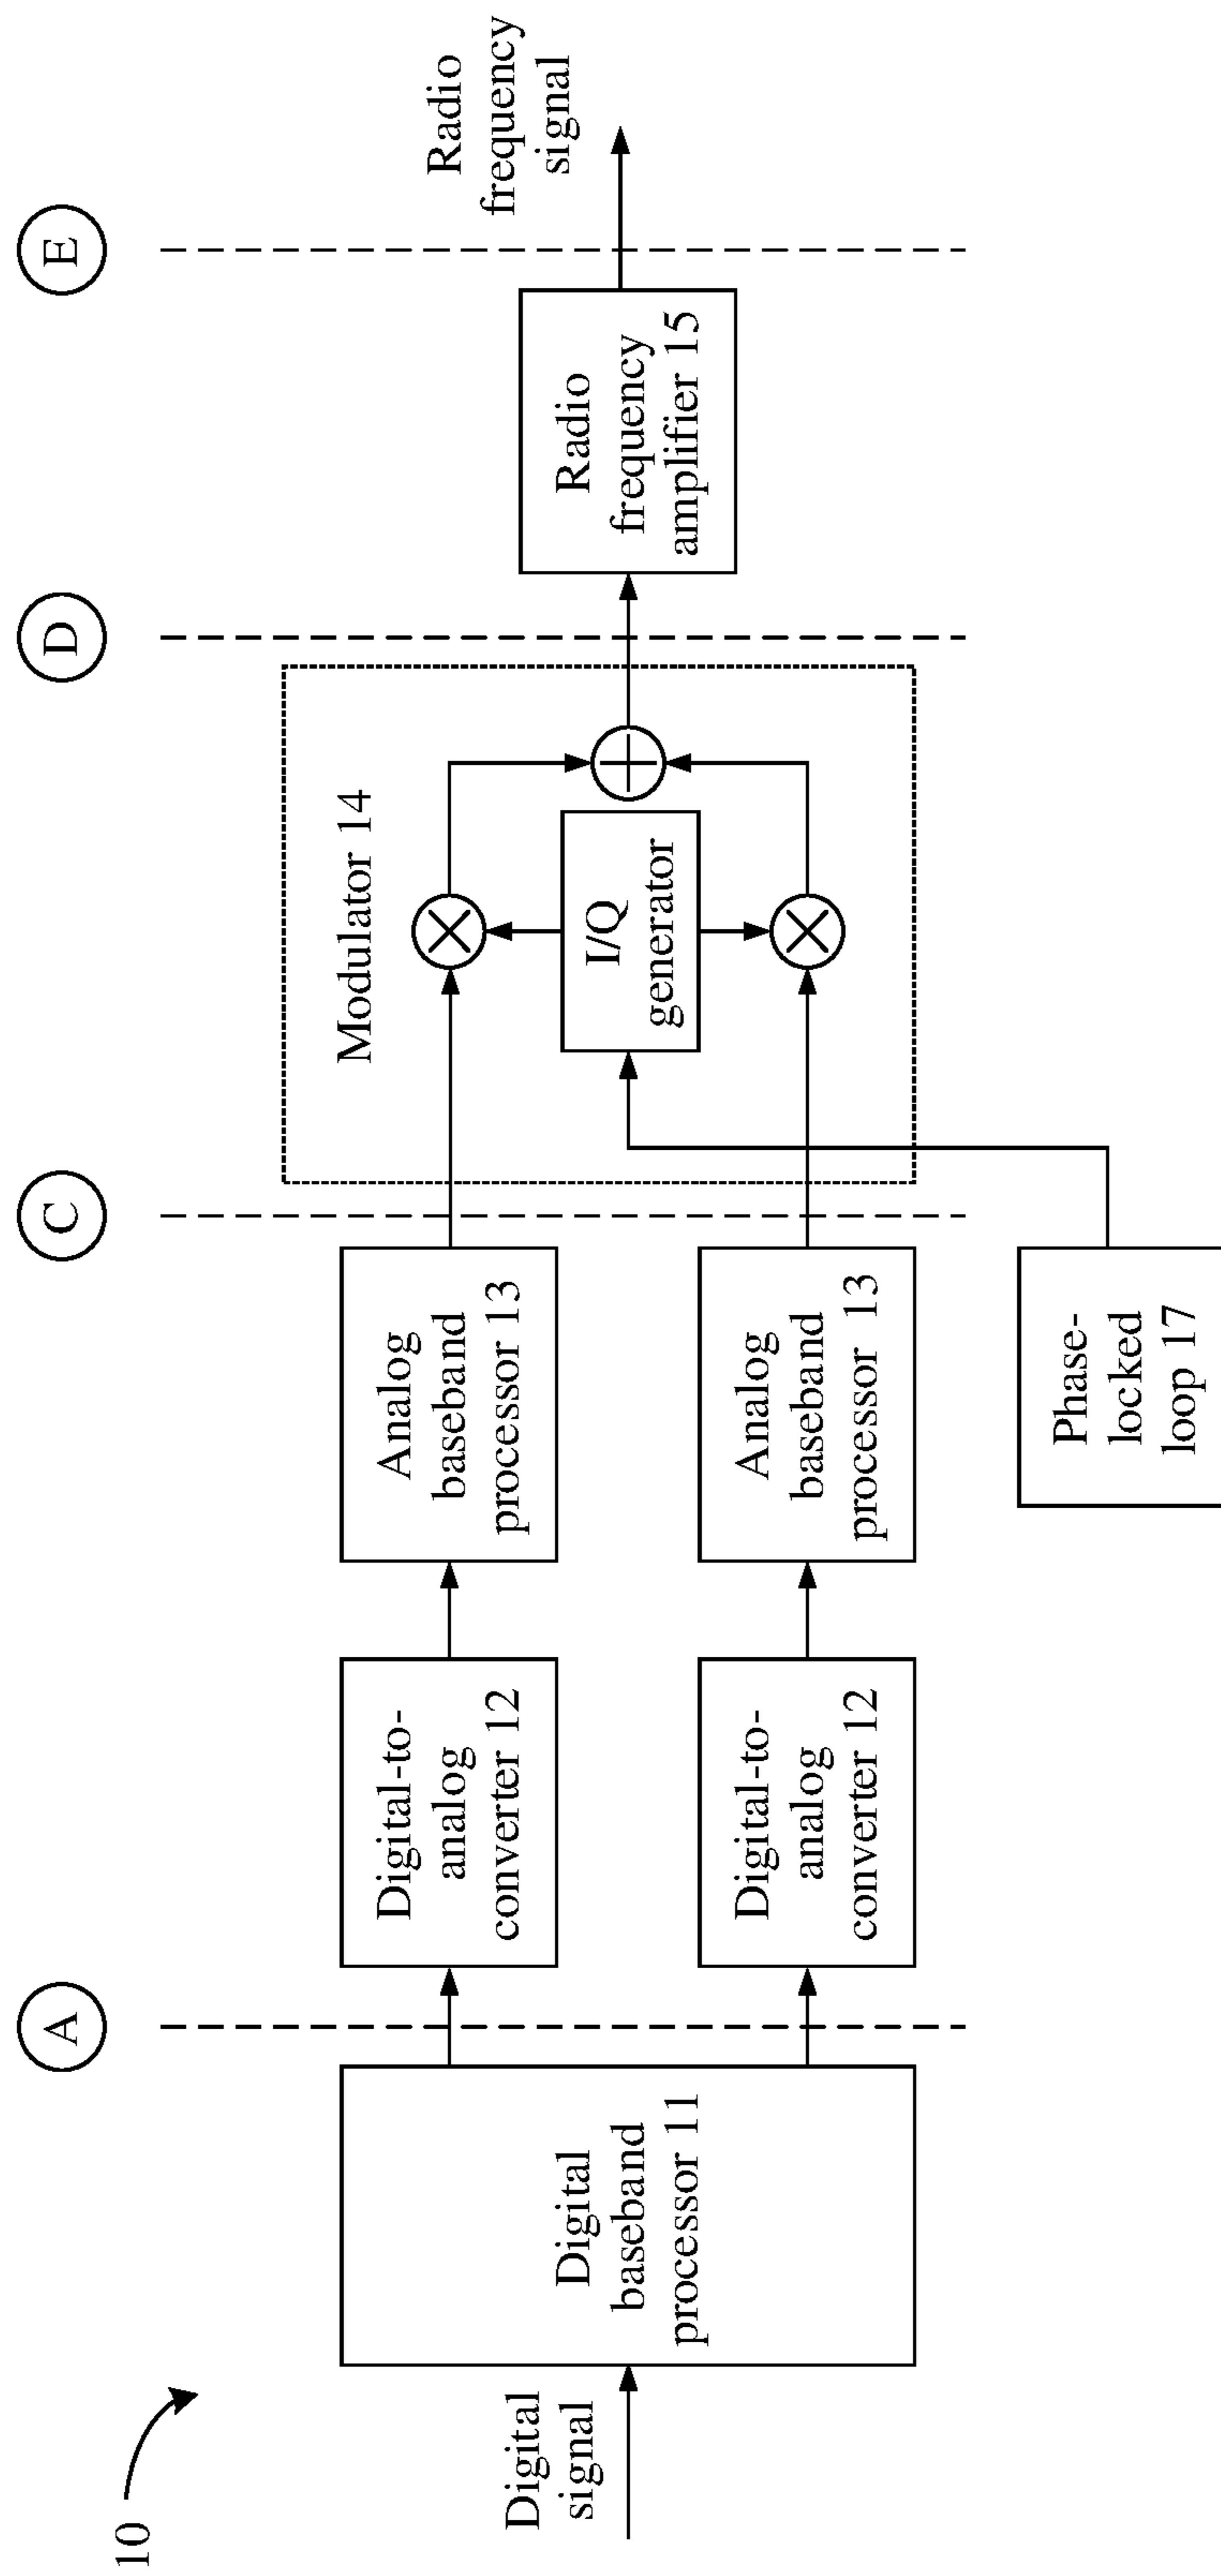 10
A
C
D
E
Digital
signal
Digital
baseband
processor 11
Digital-to-
analog
converter 12
Analog
baseband
processor 13
Digital-to-
analog
converter 12
Analog
baseband
processor 13
Phase-
locked
loop 17
Modulator 14
I/Q
generator
Radio
frequency
amplifier 15
Radio
frequency
signal